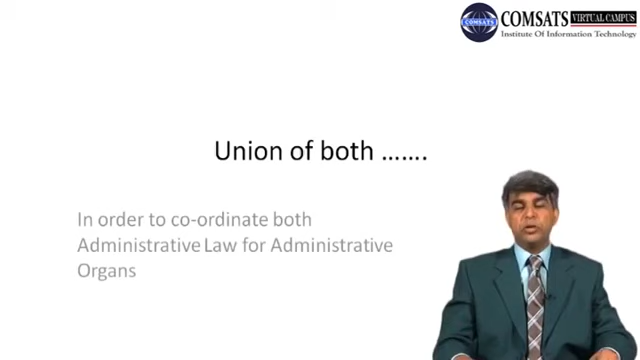 COMSATS VIRTUAL CAMPUS
Institute Of Information Technology
COMSATS
Union of both …….
In order to co-ordinate both
Administrative Law for Administrative
Organs